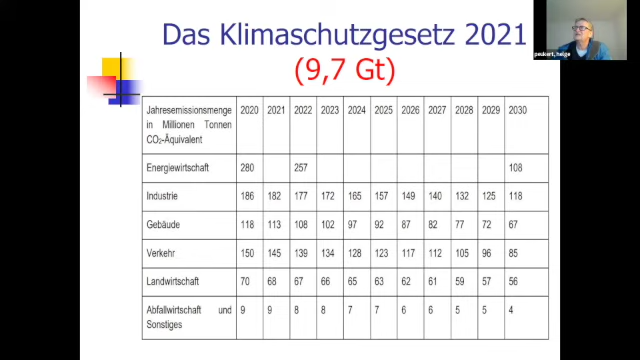 Das Klimaschutzgesetz 2021
(9,7 Gt)
peukert, helge
Jahresemissionsmenge 2020 2021 2022 2023 2024 2025 2026 2027 2028 2029 2030
in Millionen Tonnen
CO₂-Äquivalent
Energiewirtschaft 280 257 108
Industrie 186 182 177 172 165 157 149 140 132 125 118
Gebäude 118 113 108 102 97 92 87 82 77 72 67
Verkehr 150 145 139 134 128 123 117 112 105 96 85
Landwirtschaft 70 68 67 66 65 63 62 61 59 57 56
Abfallwirtschaft und 9 9 8 8 7 7 6 6 5 5 4
Sonstiges